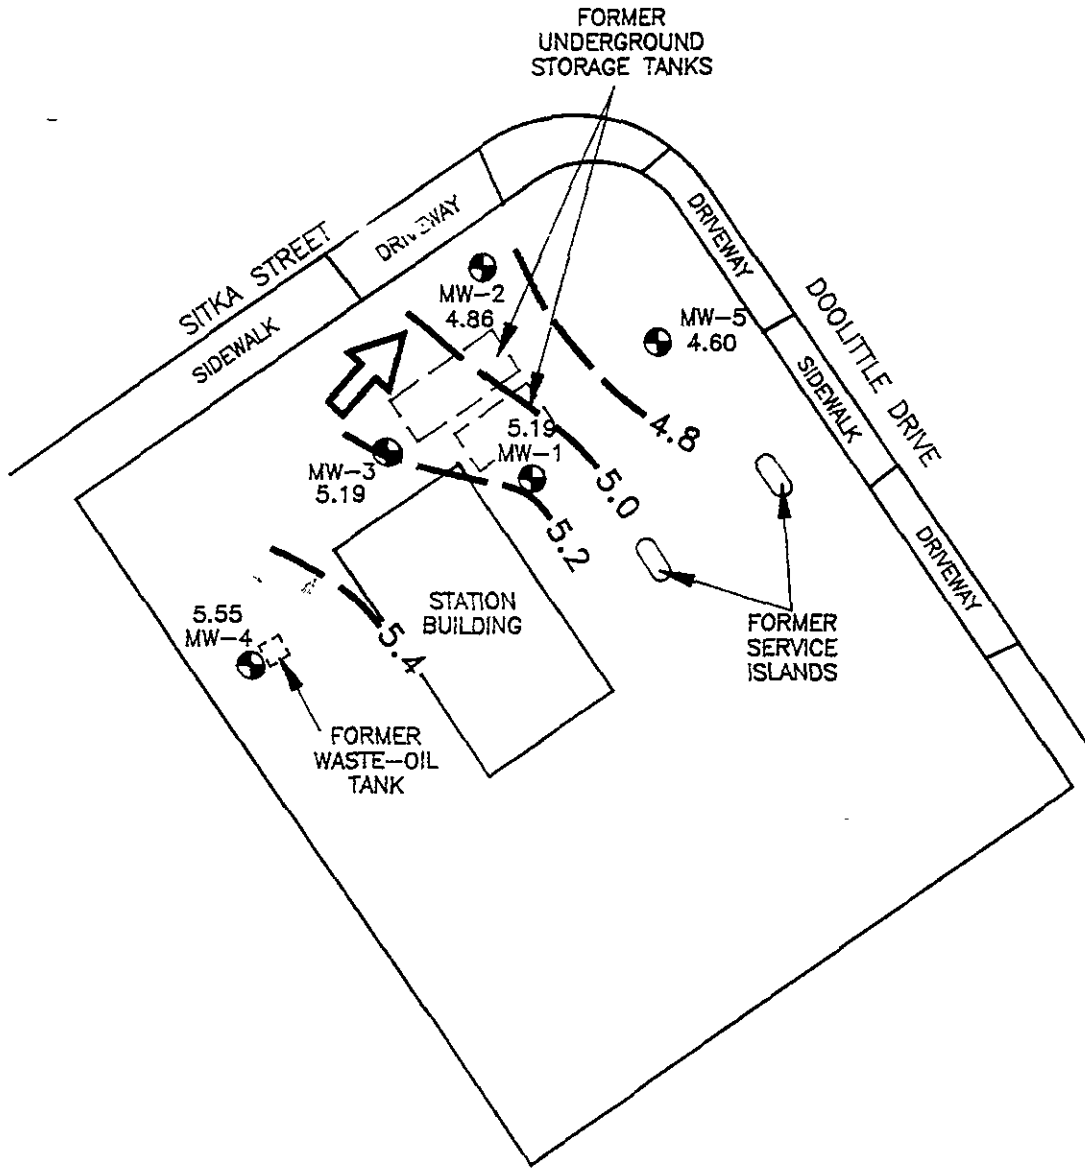 FORMER
UNDERGROUND
STORAGE TANKS
SITKA STREET
DRIVEWAY
SIDEWALK
DRIVEWAY
DOOLITTLE DRIVE
SIDEWALK
DRIVEWAY
MW-2
4.86
MW-5
4.60
4.8
5.19
MW-1
MW-3
5.19
5.0
5.2
STATION
BUILDING
5.55
MW-4
5.4
FORMER
SERVICE
ISLANDS
FORMER
WASTE-OIL
TANK